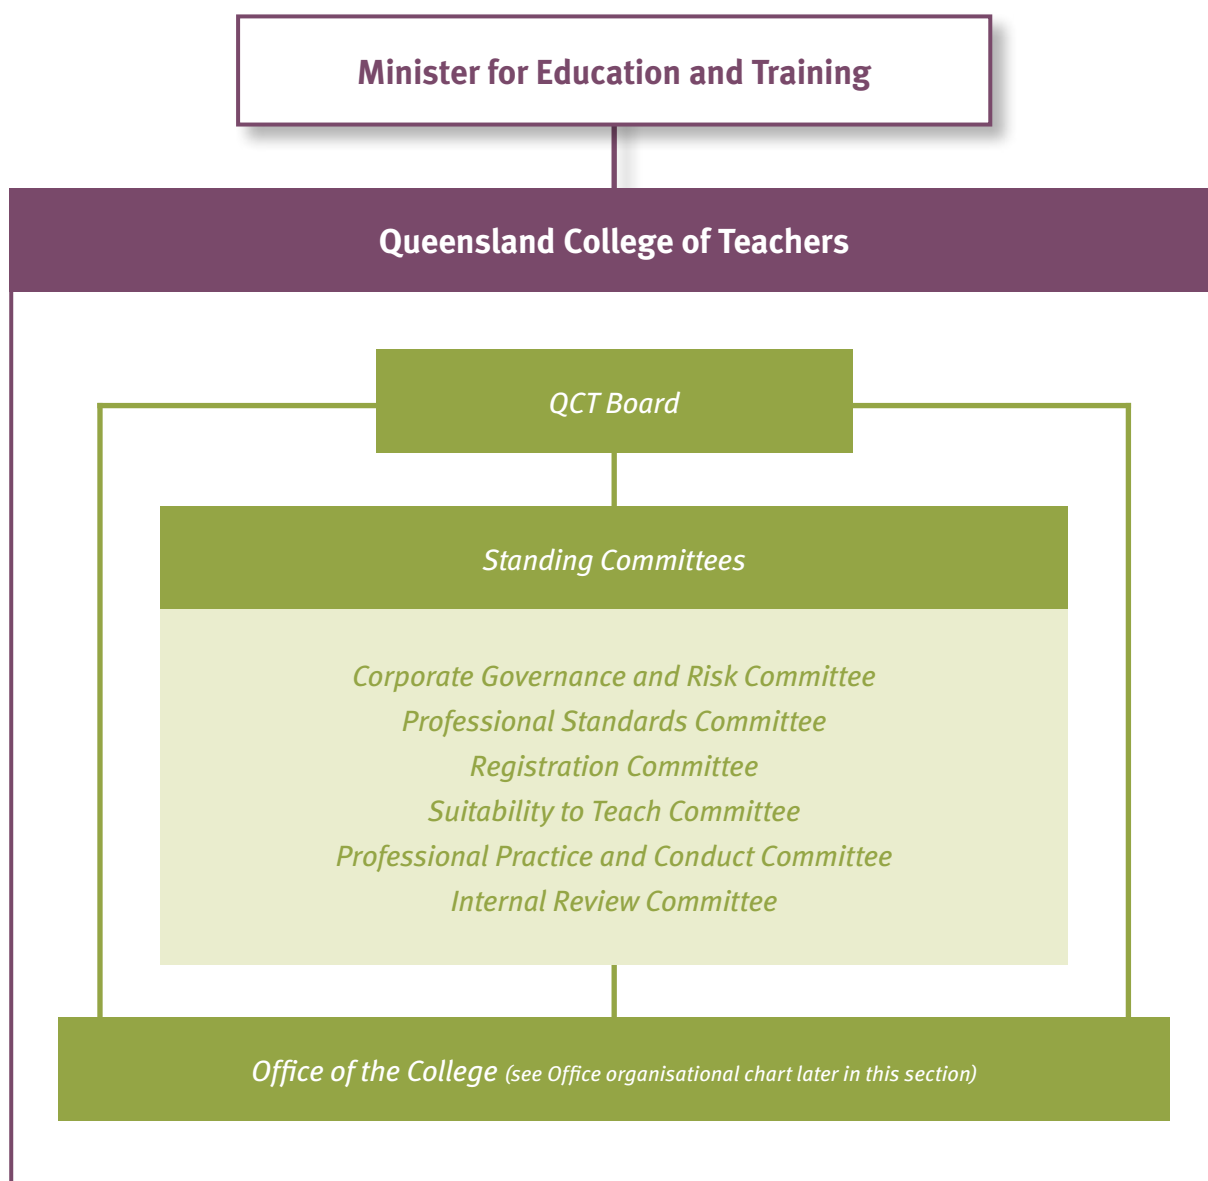 Minister for Education and Training
Queensland College of Teachers
QCT Board
Standing Committees
Corporate Governance and Risk Committee
Professional Standards Committee
Registration Committee
Suitability to Teach Committee
Professional Practice and Conduct Committee
Internal Review Committee
Office of the College (see Office organisational chart later in this section)